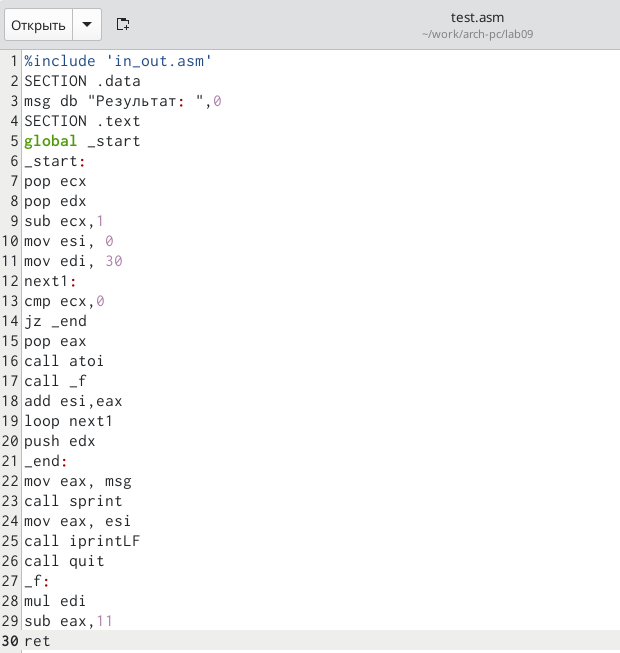 Открыть
test.asm
~/work/arch-pc/lab09
1 %include 'in_out.asm'
2 SECTION .data
3 msg db "Результат: ",0
4 SECTION .text
5 global _start
6 _start:
7 pop ecx
8 pop edx
9 sub ecx,1
10 mov esi, 0
11 mov edi, 30
12 next1:
13 cmp ecx,0
14 jz _end
15 pop eax
16 call atoi
17 call _f
18 add esi,eax
19 loop next1
20 push edx
21 _end:
22 mov eax, msg
23 call sprint
24 mov eax, esi
25 call iprintLF
26 call quit
27 _f:
28 mul edi
29 sub eax,11
30 ret